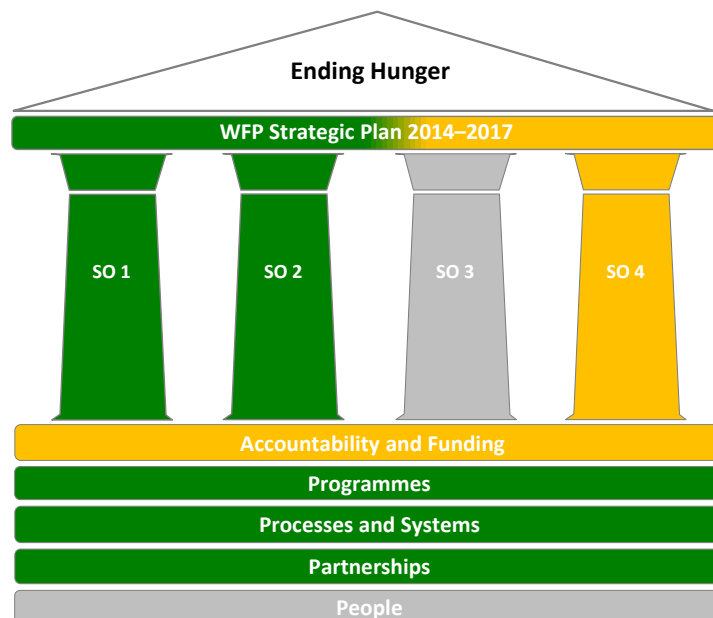 Ending Hunger
WFP Strategic Plan 2014–2017
SO 1
SO 2
SO 3
SO 4
Accountability and Funding
Programmes
Processes and Systems
Partnerships
People